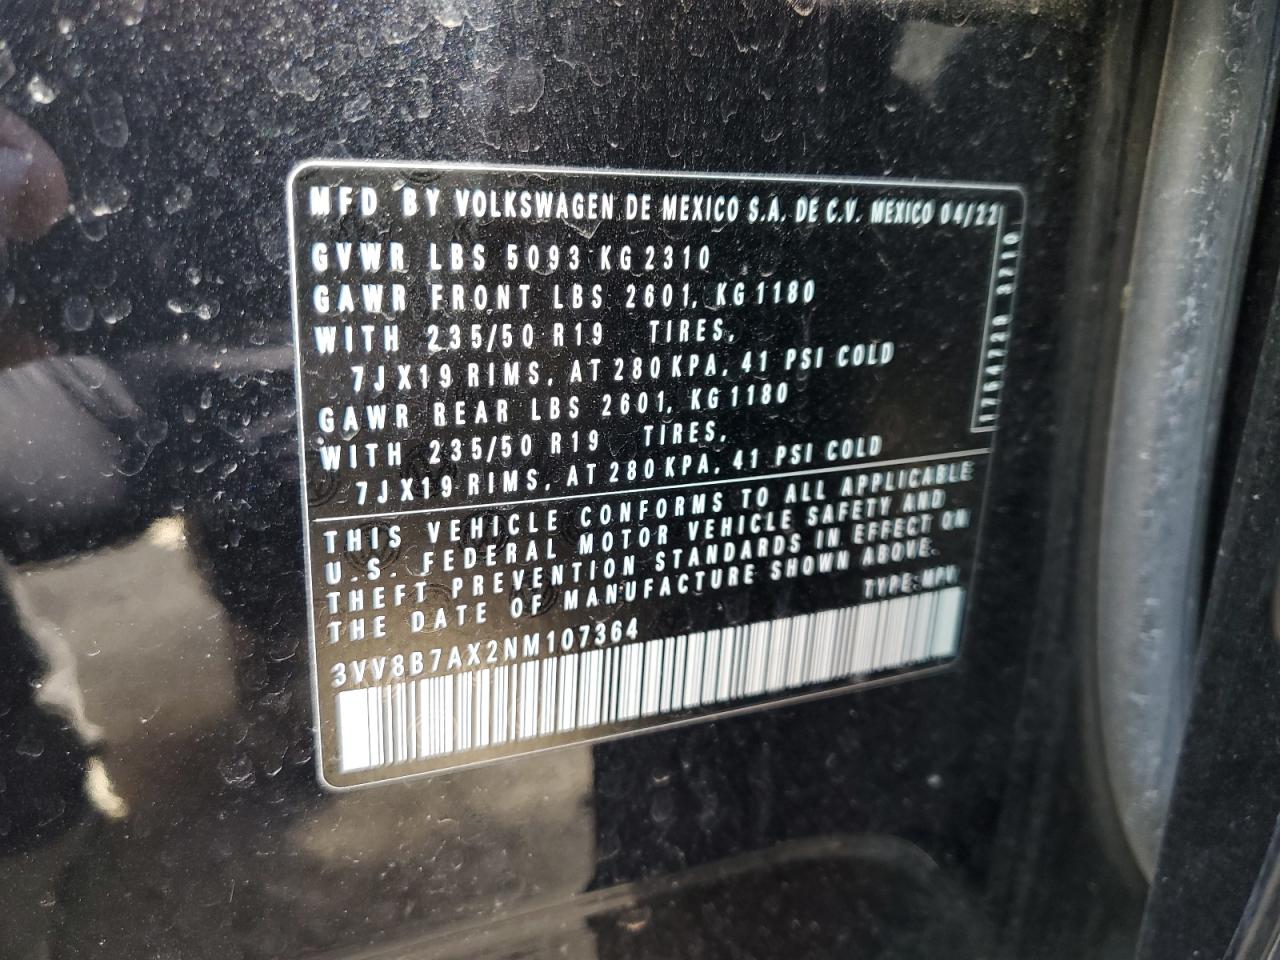 MFD BY VOLKSWAGEN DE MEXICO S.A. DE C.V. MEXICO 04/22
GVWR LBS 5093 KG 2310
GAWR FRONT LBS 2601, KG 1180
WITH 235/50 R19 TIRES,
7J X19 RIMS, AT 280 KPA, 41 PSI COLD
GAWR REAR LBS 2601, KG 1180
WITH 235/50 R19 TIRES,
7J X19 RIMS, AT 280 KPA, 41 PSI COLD
THIS VEHICLE CONFORMS TO ALL APPLICABLE
U.S. FEDERAL MOTOR VEHICLE SAFETY AND
THEFT PREVENTION STANDARDS IN EFFECT ON
THE DATE OF MANUFACTURE SHOWN ABOVE.
TYPE: MPV
3VV8B7AX2NM107364